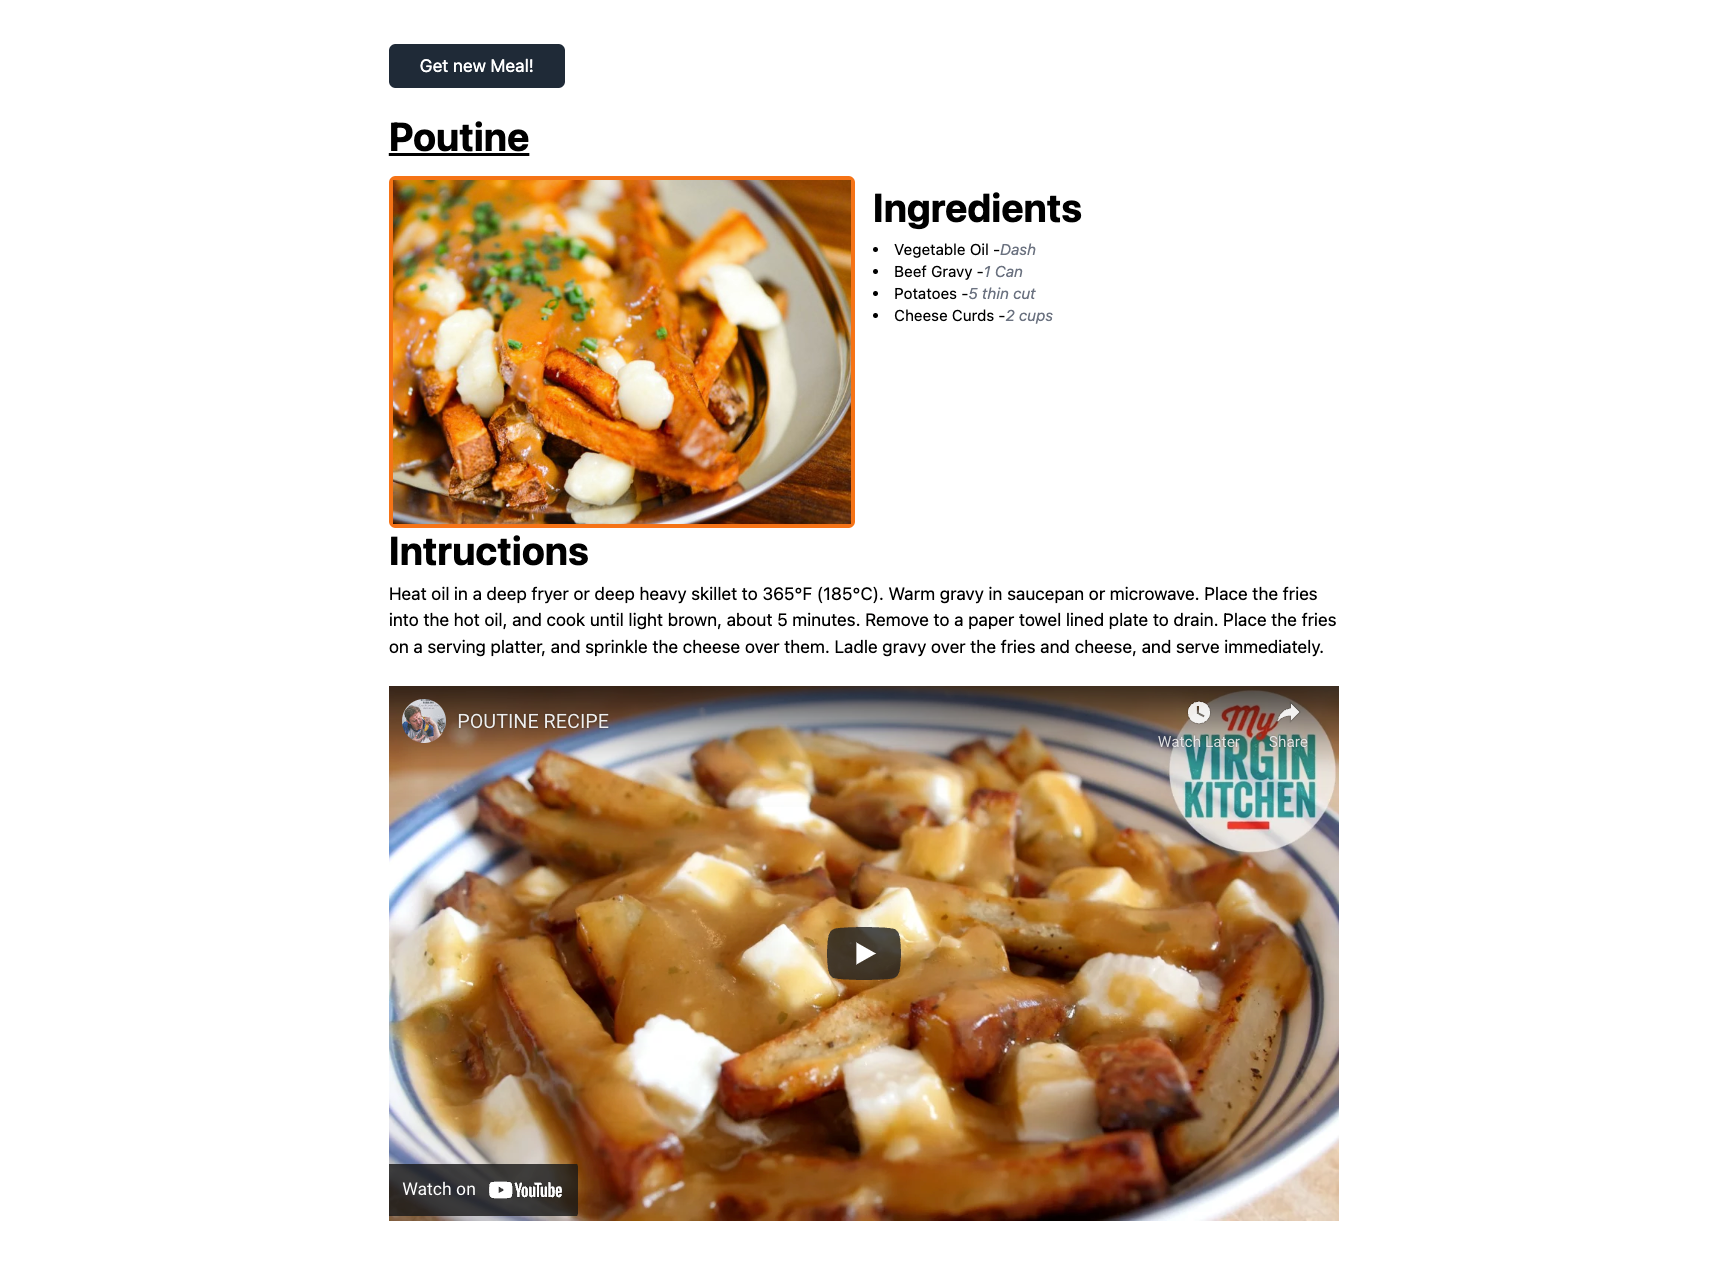 Get new Meal!
Poutine
Ingredients
• Vegetable Oil -Dash
• Beef Gravy -1 Can
• Potatoes -5 thin cut
• Cheese Curds -2 cups
Intructions
Heat oil in a deep fryer or deep heavy skillet to 365°F (185°C). Warm gravy in saucepan or microwave. Place the fries
into the hot oil, and cook until light brown, about 5 minutes. Remove to a paper towel lined plate to drain. Place the fries
on a serving platter, and sprinkle the cheese over them. Ladle gravy over the fries and cheese, and serve immediately.
POUTINE RECIPE
Watch Later
Share
My
VIRGIN
KITCHEN
Watch on YouTube